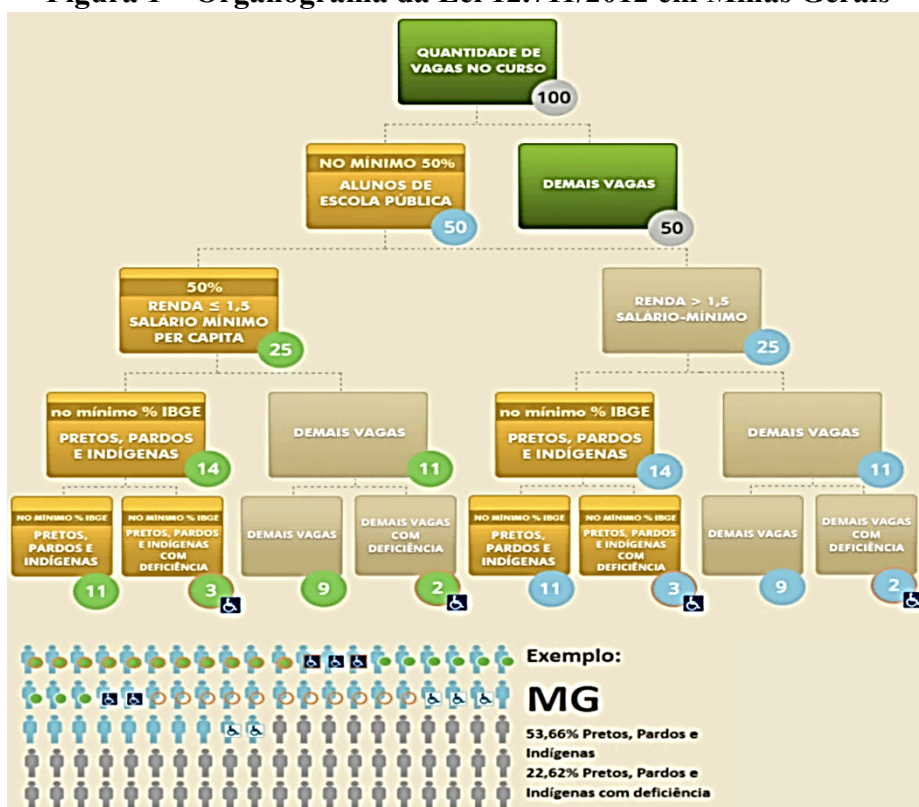 Figura 1 – Organograma da Lei 12.711/2012 em Minas Gerais
QUANTIDADE DE
VAGAS NO CURSO
100
NO MÍNIMO 50%
ALUNOS DE
ESCOLA PÚBLICA
50
DEMAIS VAGAS
50
50%
RENDA ≤ 1,5
SALÁRIO MÍNIMO
PER CAPITA
25
RENDA > 1,5
SALÁRIO-MÍNIMO
25
no mínimo % IBGE
PRETOS, PARDOS
E INDÍGENAS
14
DEMAIS VAGAS
11
no mínimo % IBGE
PRETOS, PARDOS
E INDÍGENAS
14
DEMAIS VAGAS
11
NO MÍNIMO % IBGE
PRETOS,
PARDOS E
INDÍGENAS
11
NO MÍNIMO % IBGE
PRETOS, PARDOS
E INDÍGENAS
COM
DEFICIÊNCIA
3
DEMAIS VAGAS
9
DEMAIS VAGAS
COM
DEFICIÊNCIA
2
NO MÍNIMO % IBGE
PRETOS,
PARDOS E
INDÍGENAS
11
NO MÍNIMO % IBGE
PRETOS, PARDOS
E INDÍGENAS
COM
DEFICIÊNCIA
3
DEMAIS VAGAS
9
DEMAIS VAGAS
COM
DEFICIÊNCIA
2
Exemplo:
MG
53,66% Pretos, Pardos e
Indígenas
22,62% Pretos, Pardos e
Indígenas com deficiência